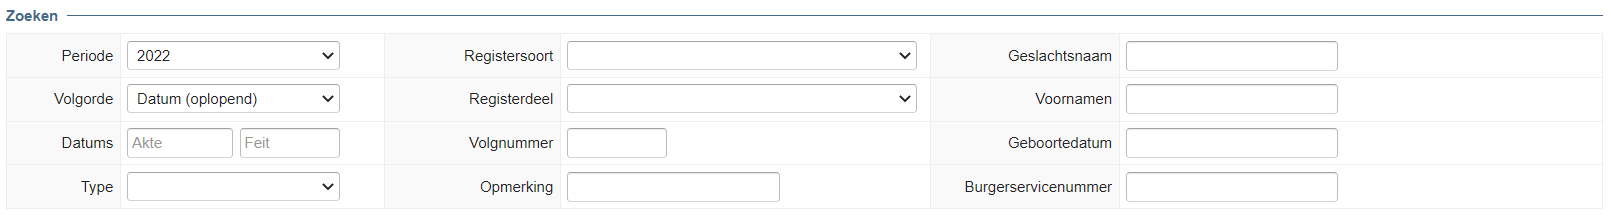 Zoeken
Periode 2022 Registersoort Geslachtsnaam
Volgorde Datum (oplopend) Registerdeel Voornamen
Datums Akte Feit Volgnummer Geboortedatum
Type Opmerking Burgerservicenummer